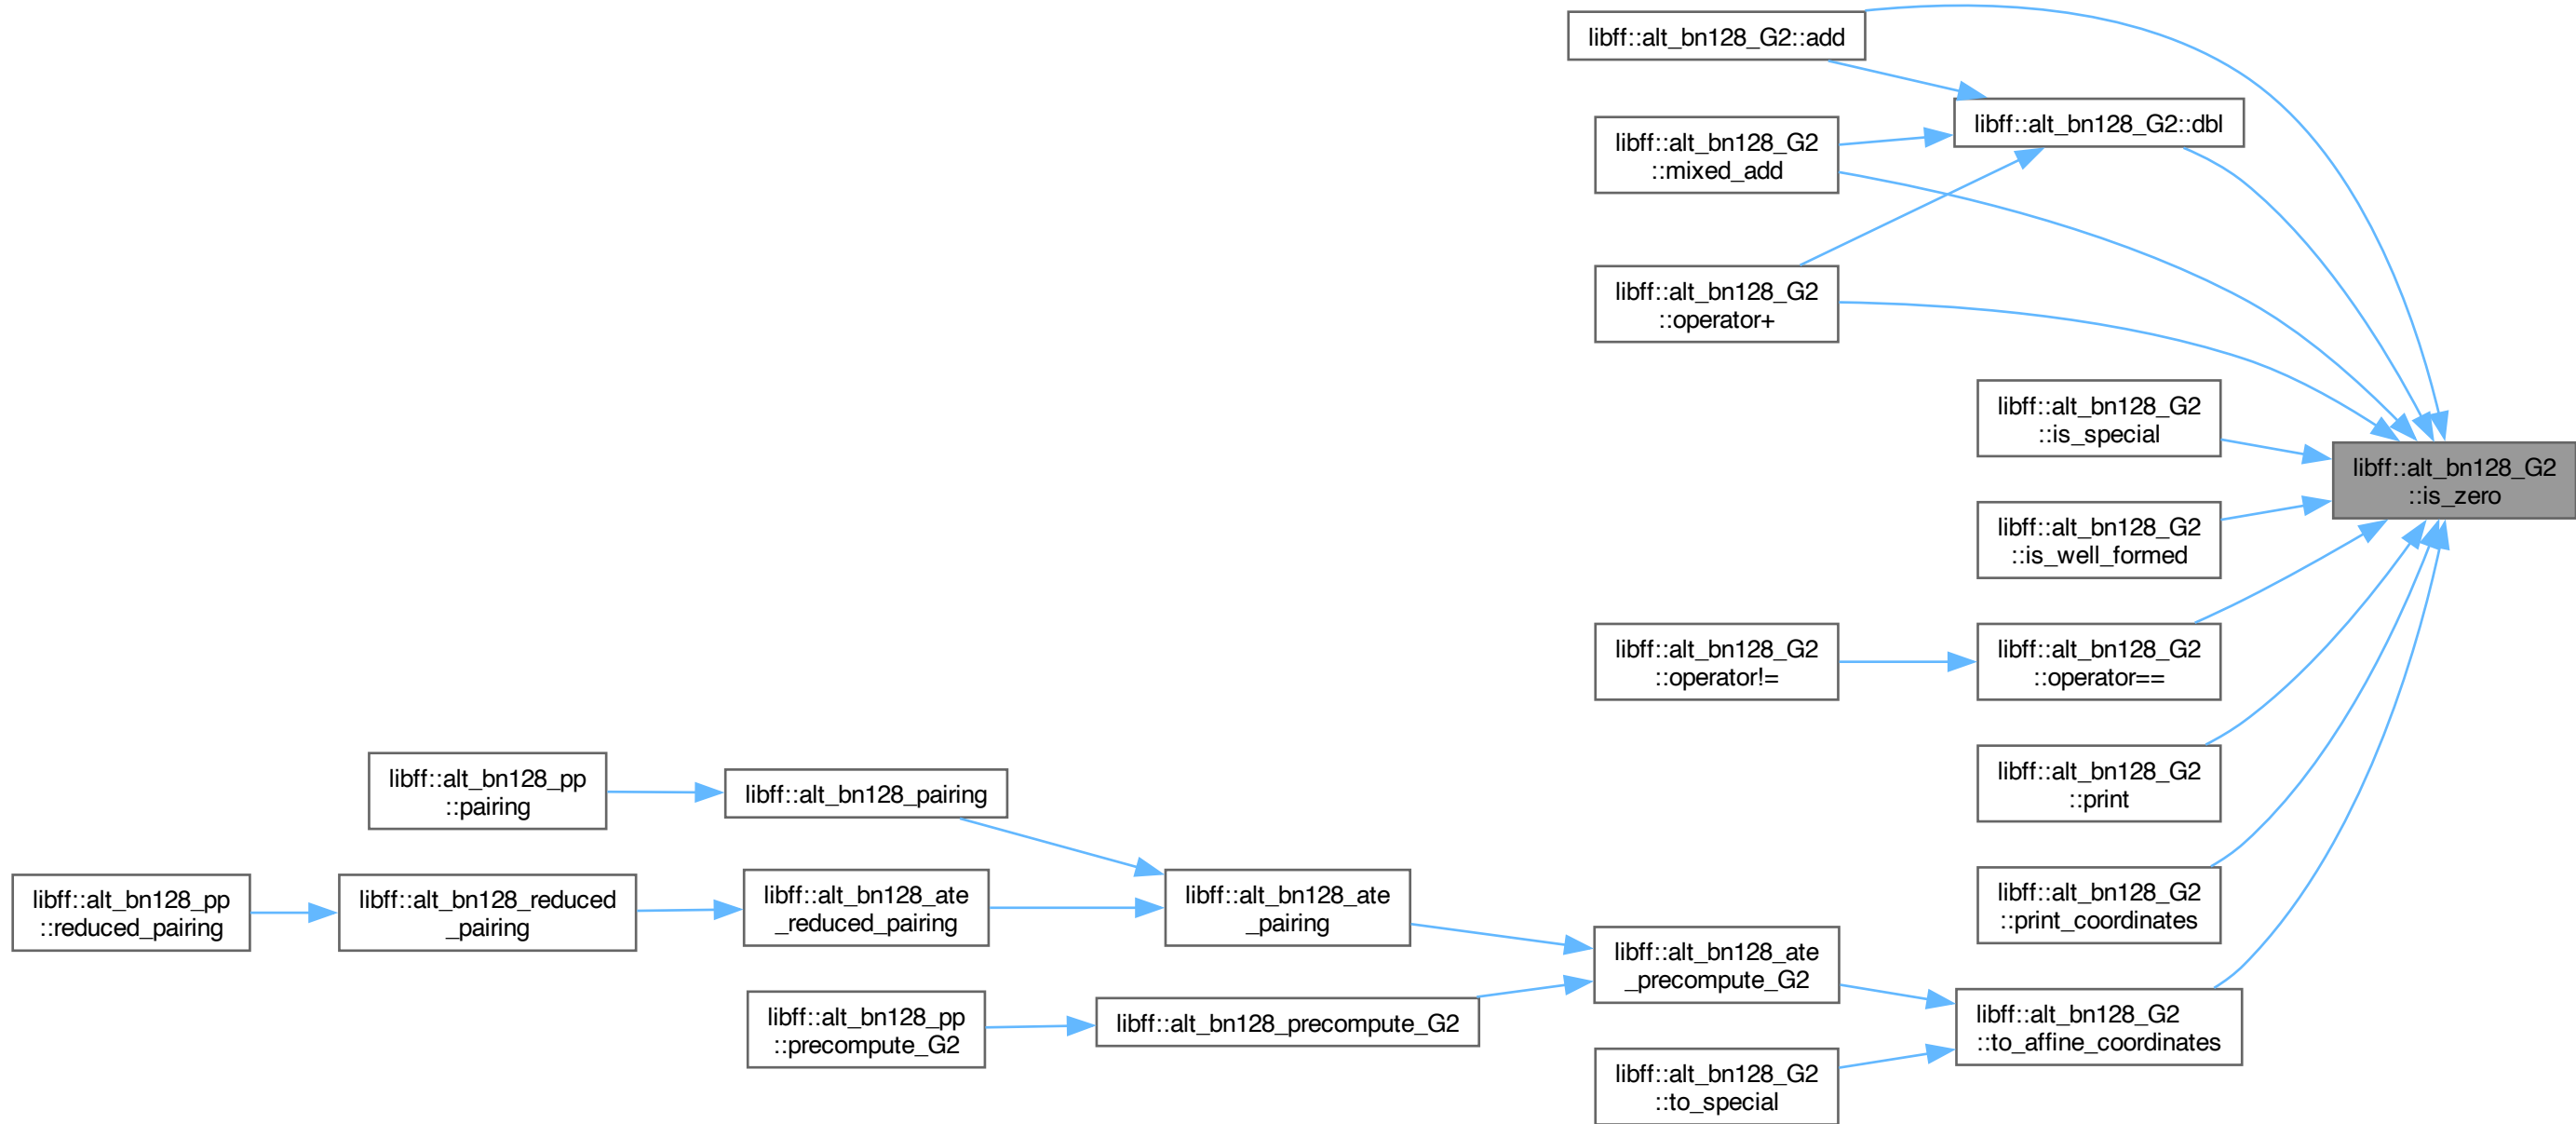 libff::alt_bn128_G2::add
libff::alt_bn128_G2::dbl
libff::alt_bn128_G2
::mixed_add
libff::alt_bn128_G2
::operator+
libff::alt_bn128_G2
::is_special
libff::alt_bn128_G2
::is_zero
libff::alt_bn128_G2
::is_well_formed
libff::alt_bn128_G2
::operator!=
libff::alt_bn128_G2
::operator==
libff::alt_bn128_pp
::pairing
libff::alt_bn128_pairing
libff::alt_bn128_G2
::print
libff::alt_bn128_pp
::reduced_pairing
libff::alt_bn128_reduced
_pairing
libff::alt_bn128_ate
_reduced_pairing
libff::alt_bn128_ate
_pairing
libff::alt_bn128_G2
::print_coordinates
libff::alt_bn128_ate
_precompute_G2
libff::alt_bn128_pp
::precompute_G2
libff::alt_bn128_precompute_G2
libff::alt_bn128_G2
::to_affine_coordinates
libff::alt_bn128_G2
::to_special